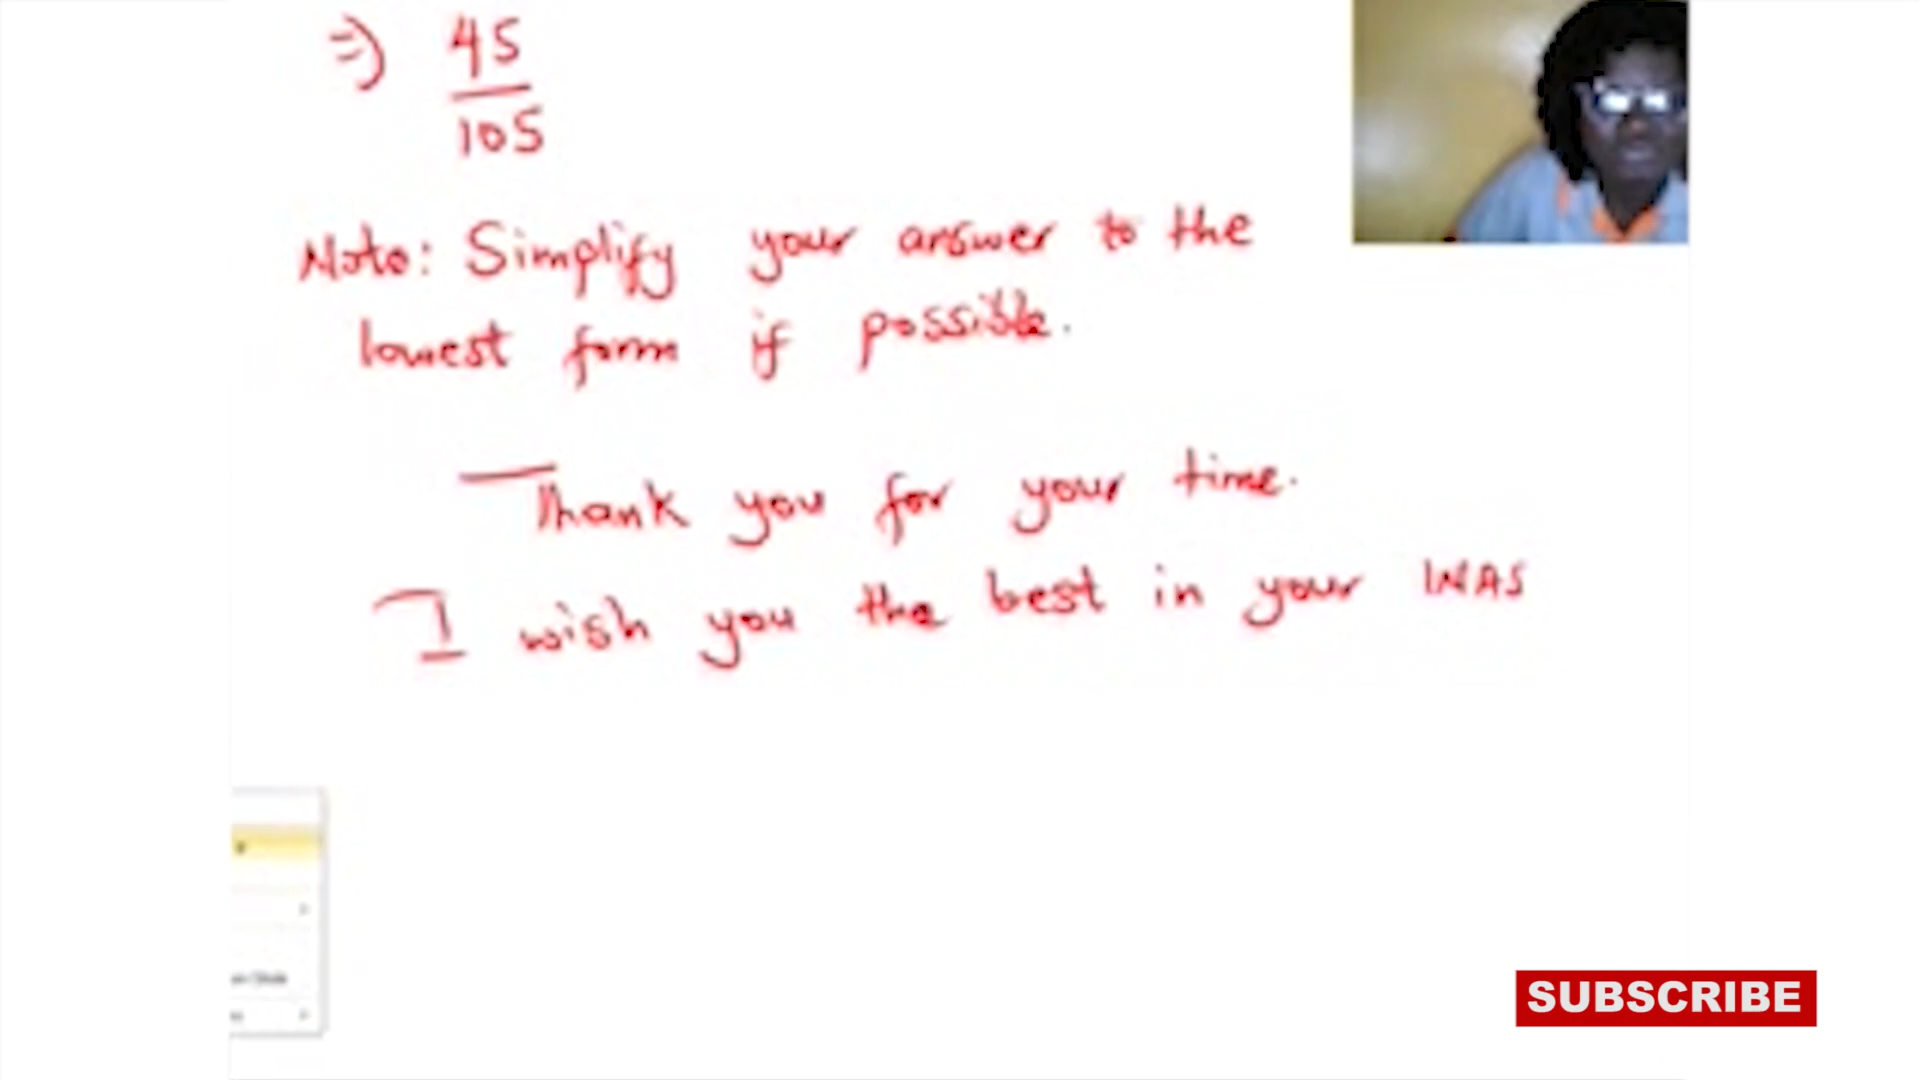 ⇒ 45
105
Note: Simplify your answer to the
lowest form if possible.
Thank you for your time.
I wish you the best in your
SUBSCRIBE